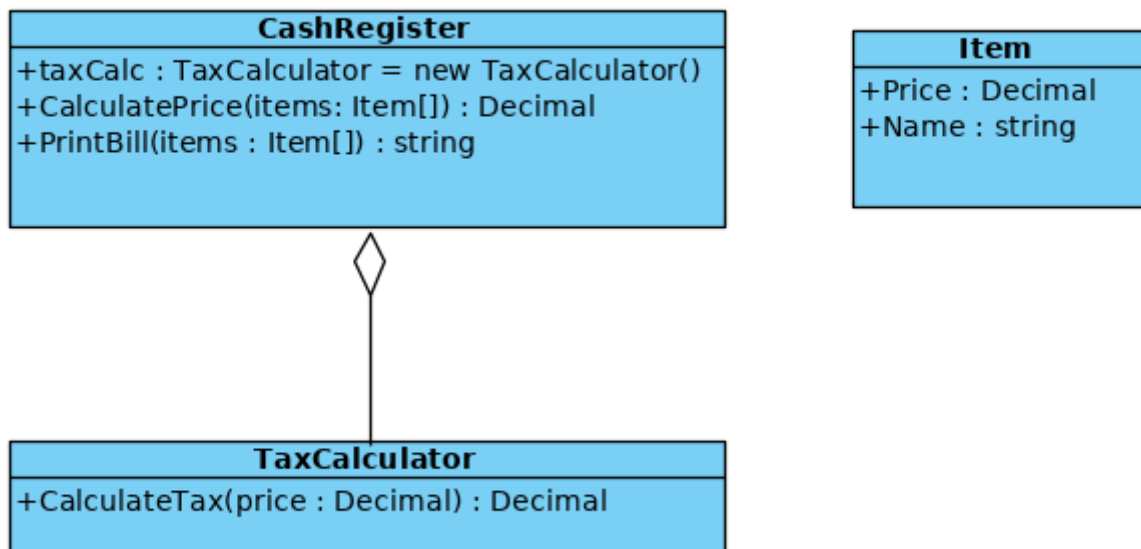 CashRegister
+taxCalc : TaxCalculator = new TaxCalculator()
+CalculatePrice(items: Item[]) : Decimal
+PrintBill(items : Item[]) : string
Item
+Price : Decimal
+Name : string
TaxCalculator
+CalculateTax(price : Decimal) : Decimal